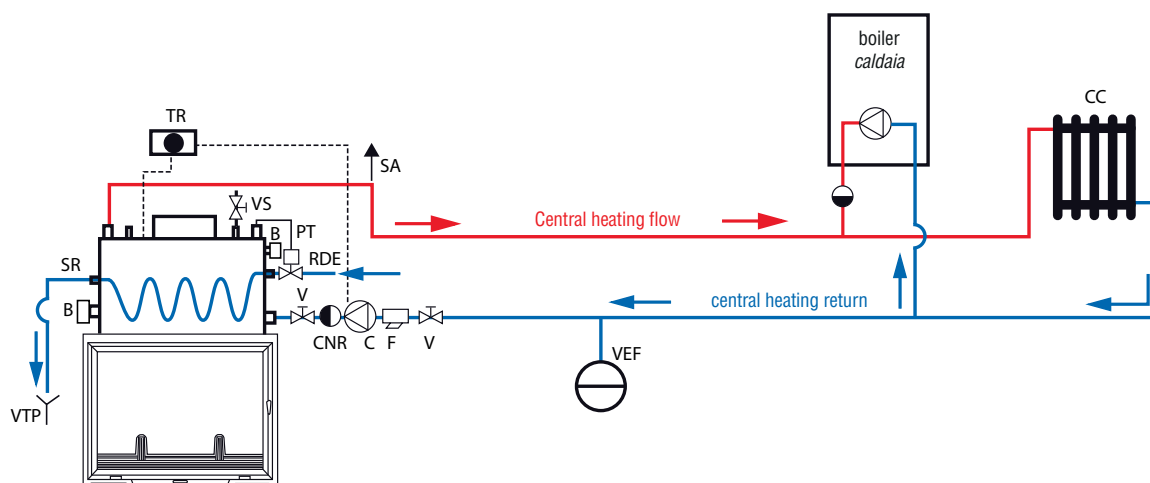 boiler
caldaia
CC
TR
SA
VS
Central heating flow
B
PT
SR
RDE
V
B
central heating return
CNR
C
F
V
VEF
VTP